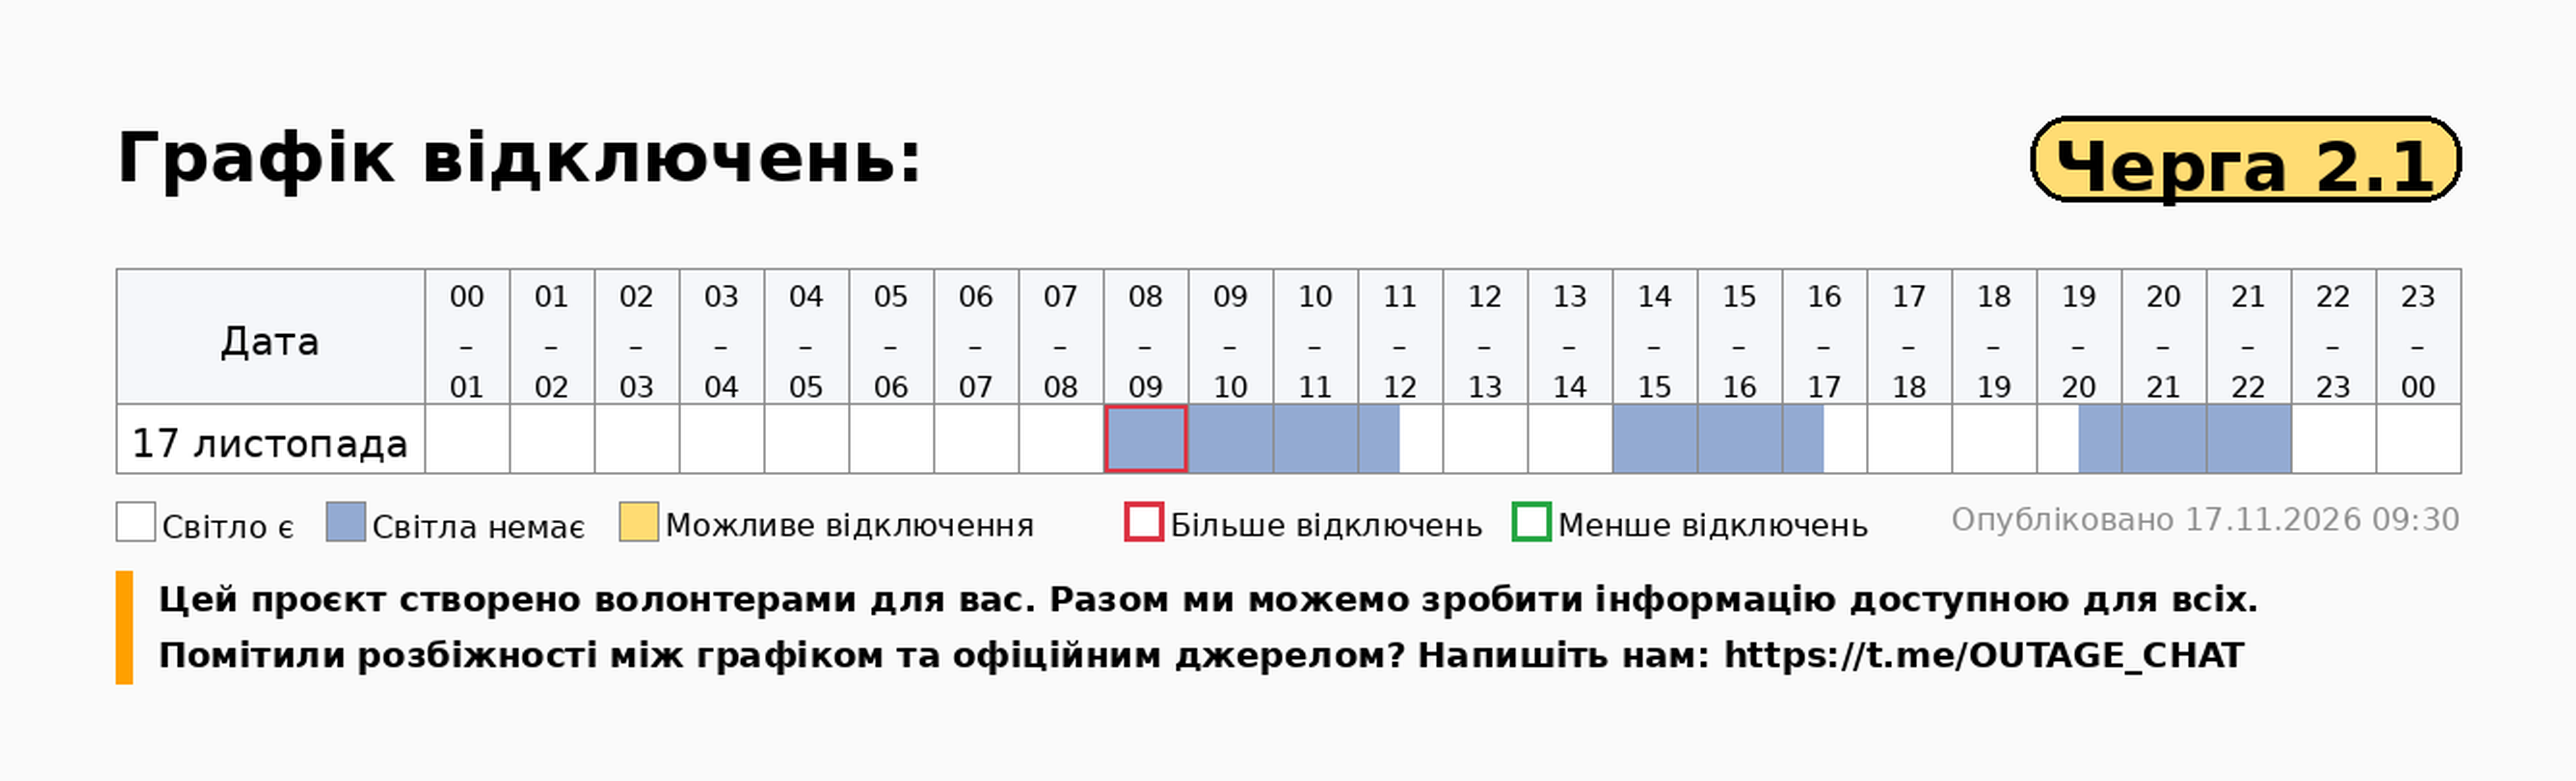 Графік відключень:
Черга 2.1
Дата
00 – 01
01 – 02
02 – 03
03 – 04
04 – 05
05 – 06
06 – 07
07 – 08
08 – 09
09 – 10
10 – 11
11 – 12
12 – 13
13 – 14
14 – 15
15 – 16
16 – 17
17 – 18
18 – 19
19 – 20
20 – 21
21 – 22
22 – 23
23 – 00
17 листопада
Світло є
Світла немає
Можливе відключення
Більше відключень
Менше відключень
Опубліковано 17.11.2026 09:30
Цей проєкт створено волонтерами для вас. Разом ми можемо зробити інформацію доступною для всіх.
Помітили розбіжності між графіком та офіційним джерелом? Напишіть нам: https://t.me/OUTAGE_CHAT